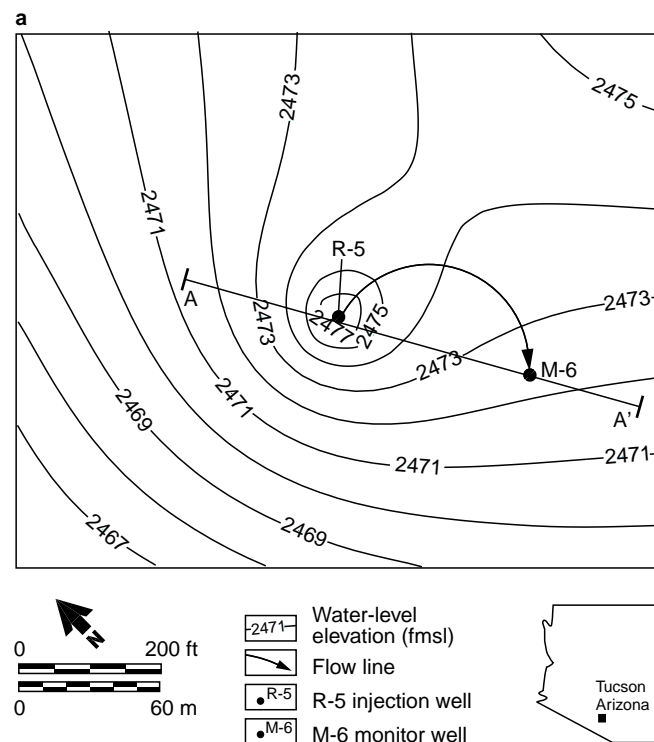 a
2473
2475
2471
R-5
A
2473
2477
2475
2473
2473
M-6
A’
2471
2469
2471
2471
2467
2469
N
0 200 ft
0 60 m
2471
Water-level
elevation (fmsl)
Flow line
R-5
R-5 injection well
M-6
M-6 monitor well
Tucson
Arizona